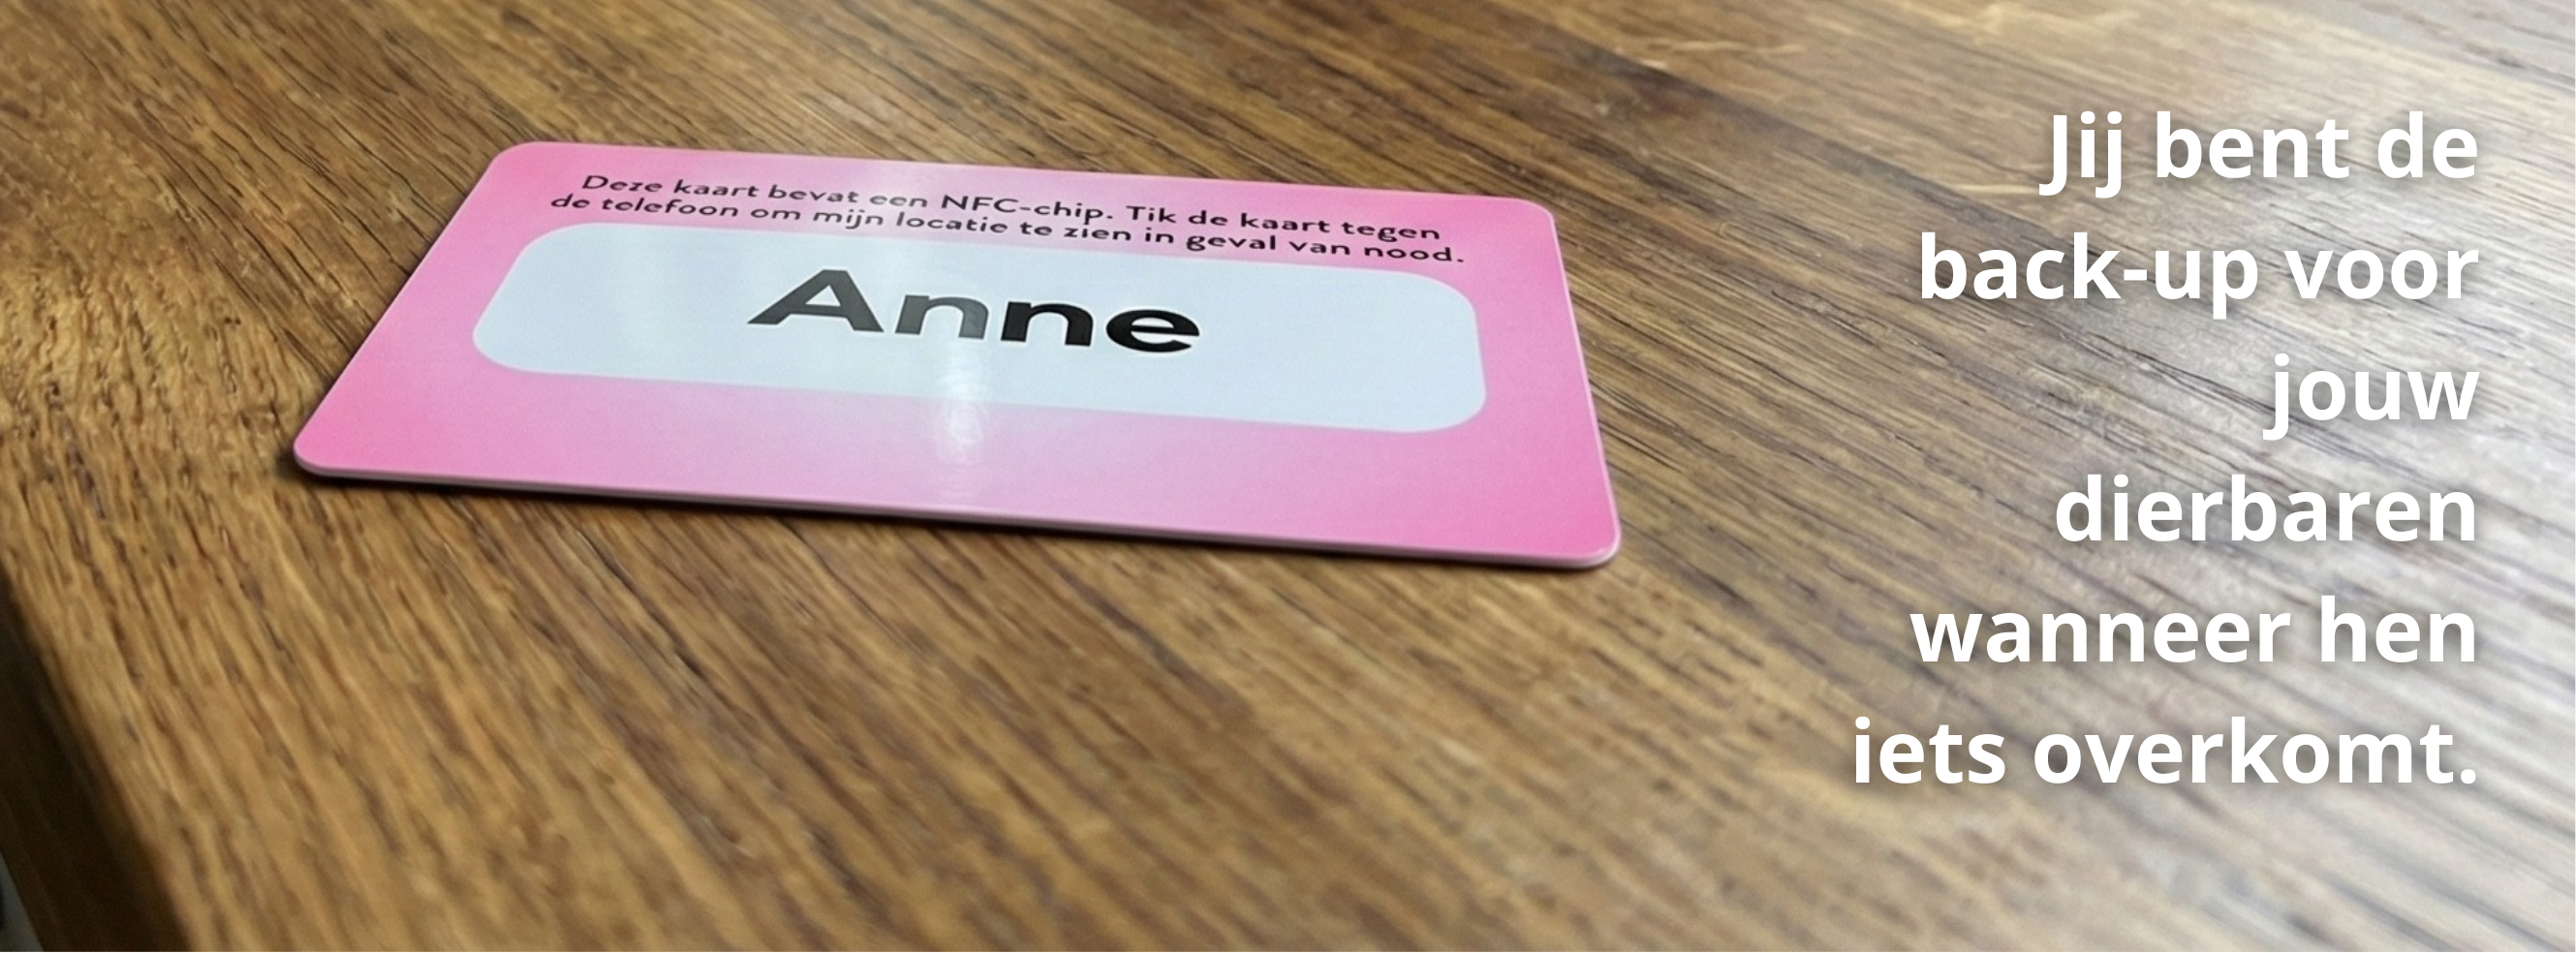 Deze kaart bevat een NFC-chip. Tik de kaart tegen
de telefoon om mijn locatie te zien in geval van nood.
Anne
Jij bent de
back-up voor
jouw
dierbaren
wanneer hen
iets overkomt.